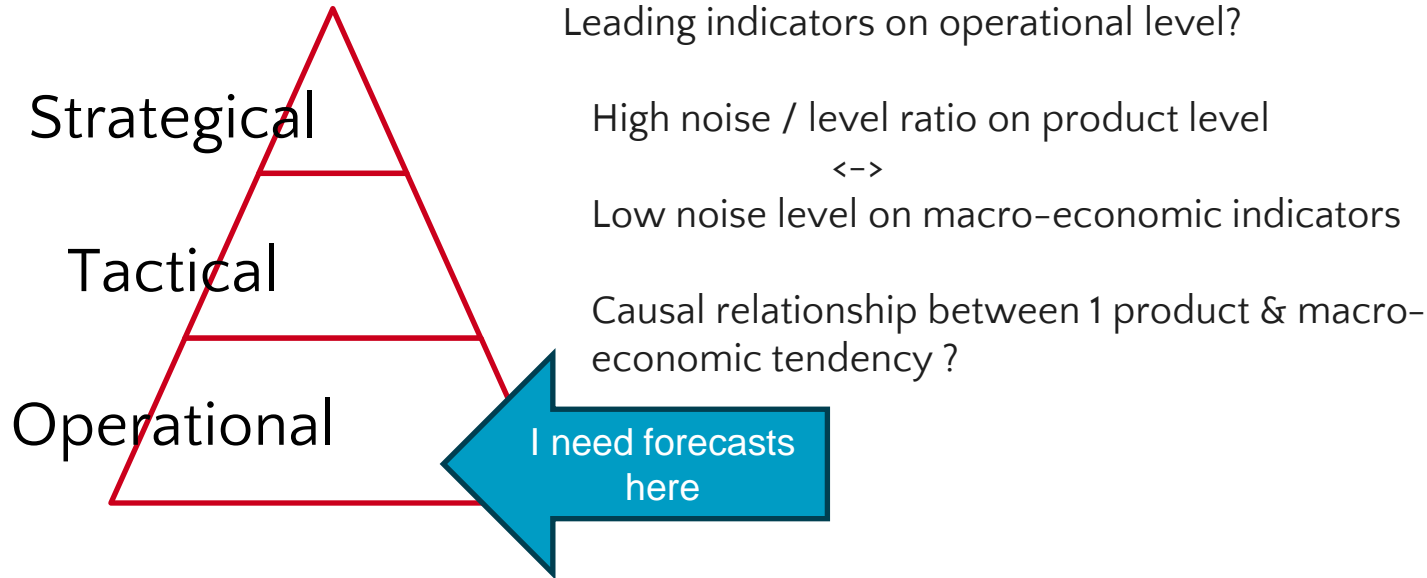 Leading indicators on operational level?
Strategical
High noise / level ratio on product level
<->
Low noise level on macro-economic indicators
Tactical
Causal relationship between 1 product & macro-
economic tendency ?
Operational
I need forecasts
here